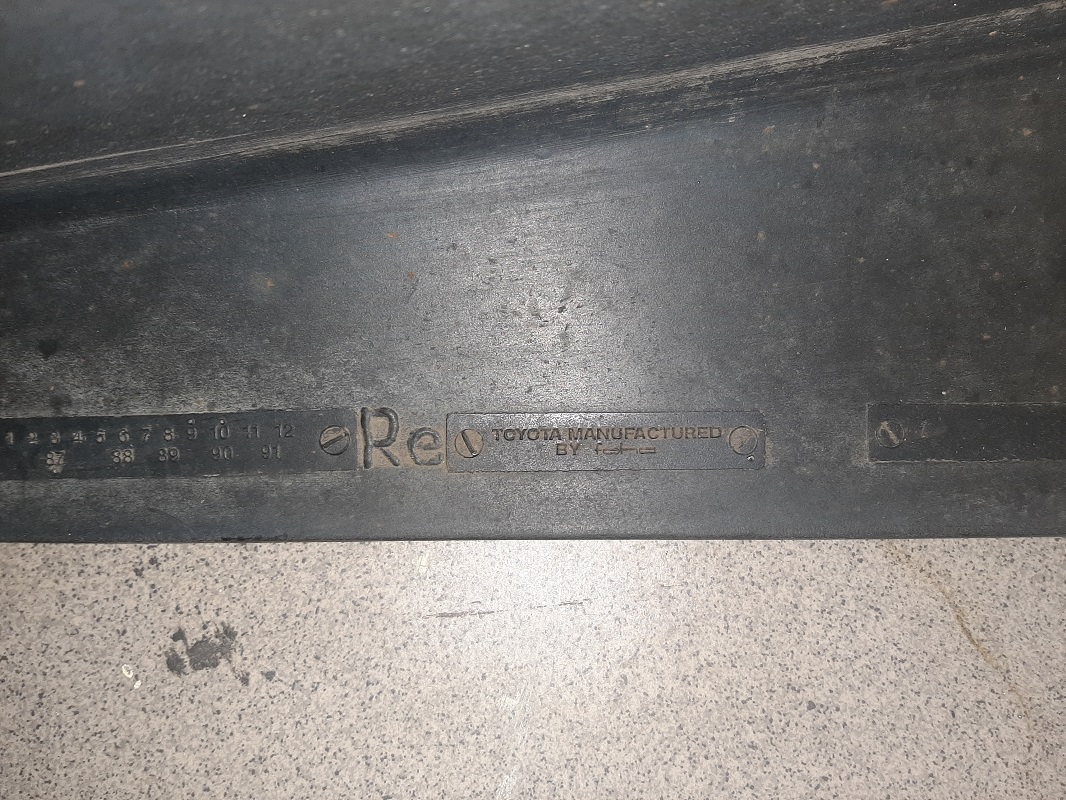 1 2 3 4 5 6 7 8 9 10 11 12
87 88 89 90 91
Re
TOYOTA MANUFACTURED
BY foha